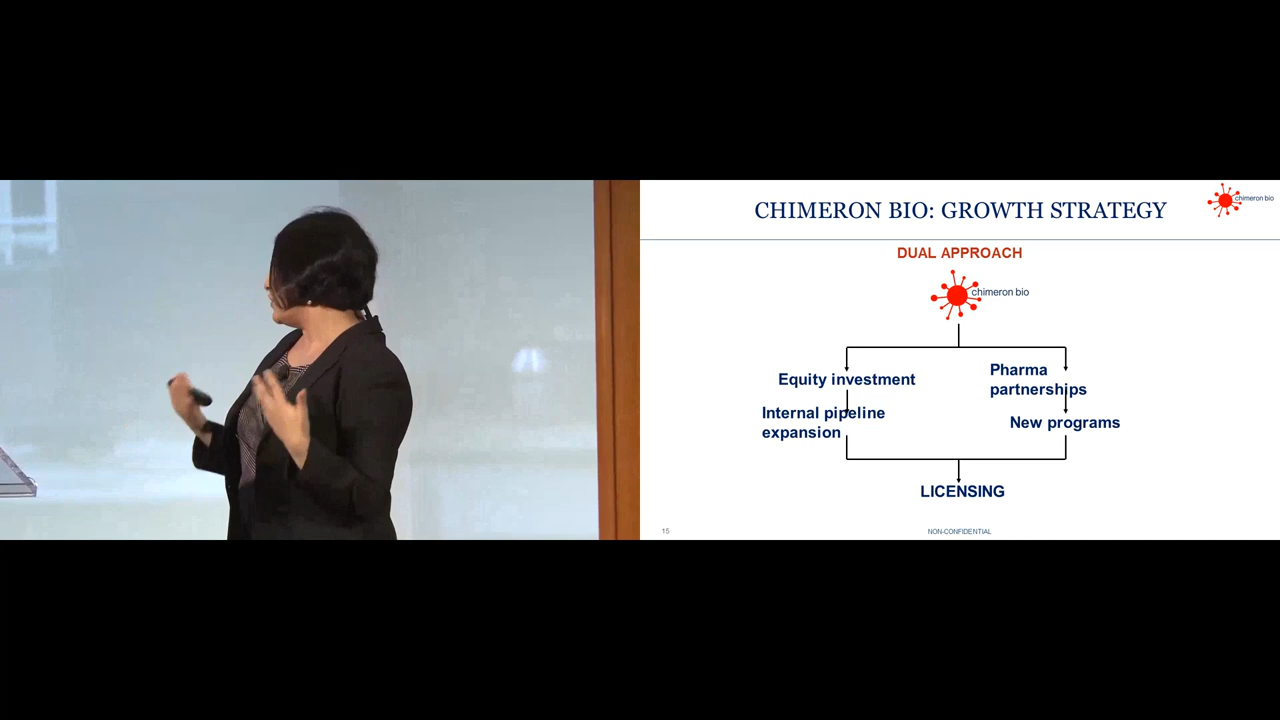 CHIMERON BIO: GROWTH STRATEGY
chimeron bio
DUAL APPROACH
chimeron bio
Equity investment
Pharma
partnerships
Internal pipeline
expansion
New programs
LICENSING
15
NON-CONFIDENTIAL